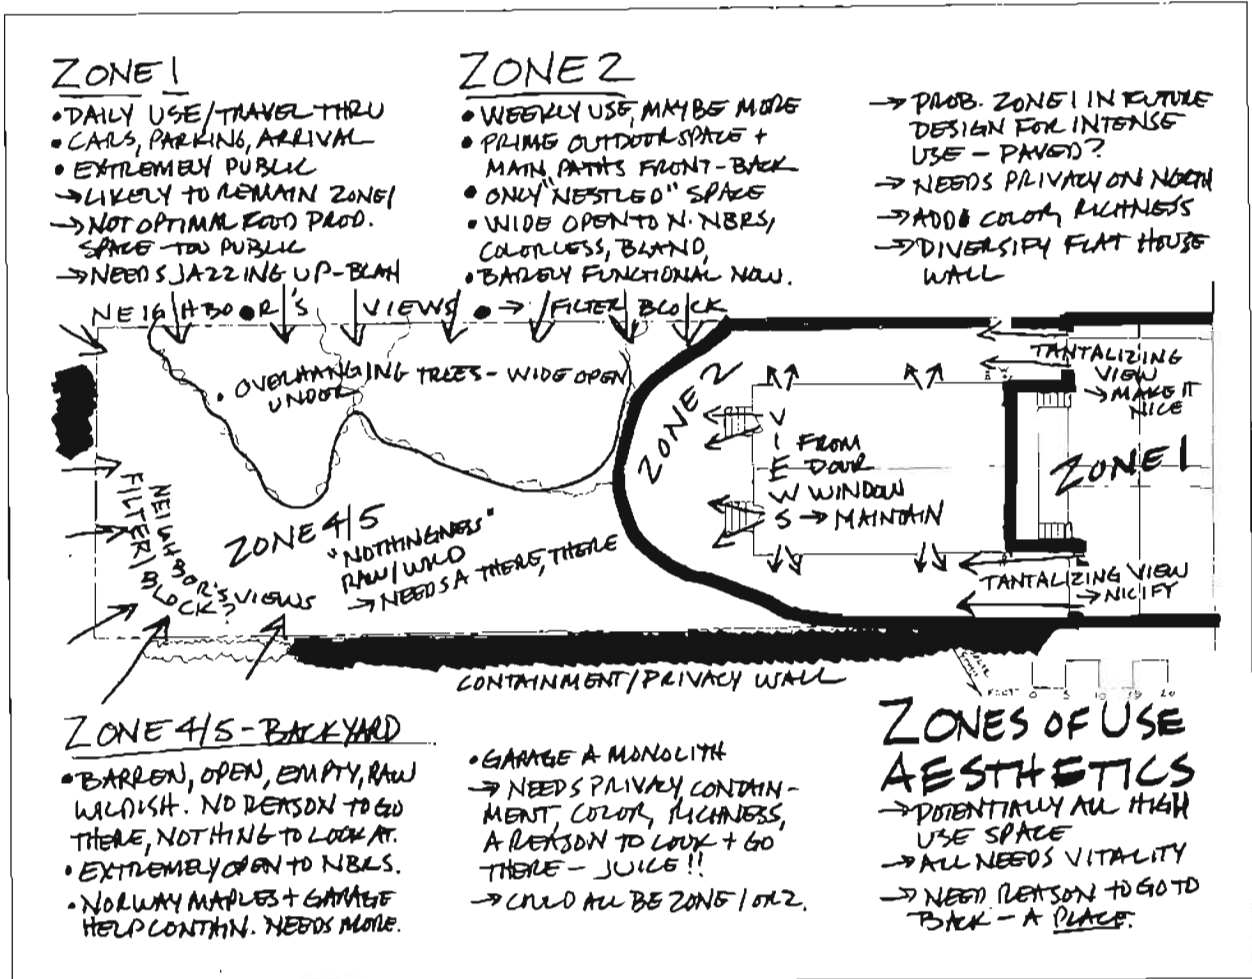 ZONE 1
• DAILY USE/TRAVEL THRU
• CARS, PARKING, ARRIVAL
• EXTREMELY PUBLIC
→ LIKELY TO REMAIN ZONE 1
→ NOT OPTIMAL FOOD PROD.
SPACE - TOO PUBLIC
→ NEEDS JAZZING UP - BLAH
ZONE 2
• WEEKLY USE, MAYBE MORE
• PRIME OUTDOOR SPACE +
MAIN PATHS FRONT-BACK
• ONLY "NESTLED" SPACE
• WIDE OPEN TO N. NBRS,
COLORLESS, BLAND,
• BARELY FUNCTIONAL NOW.
→ PROB. ZONE 1 IN FUTURE
DESIGN FOR INTENSE
USE - PAVED?
→ NEEDS PRIVACY ON NORTH
→ ADD COLOR, RICHNESS
→ DIVERSIFY FLAT HOUSE
WALL
NEIGHBOR'S VIEWS → FILTER BLOCK
• OVERHANGING TREES - WIDE OPEN
UNDER
ZONE 2
VIEWS
FROM
DOOR
WINDOW
→ MAINTAIN
TANTALIZING
VIEW
→ MAKE IT
NICE
ZONE 1
TANTALIZING VIEW
→ NICIFY
NEIGHBOR'S VIEWS
FILTER/BLOCK?
ZONE 4/5
"NOTHINGNESS"
RAW/WILD
→ NEEDS A THERE, THERE
CONTAINMENT/PRIVACY WALL
FEET 0 5 10 20
ZONE 4/5 - BACKYARD
• BARREN, OPEN, EMPTY, RAW
WILDISH. NO REASON TO GO
THERE, NOTHING TO LOOK AT.
• EXTREMELY OPEN TO NBRS.
• NORWAY MAPLES + GARAGE
HELP CONTAIN. NEEDS MORE.
• GARAGE A MONOLITH
→ NEEDS PRIVACY CONTAIN-
MENT, COLOR, RICHNESS,
A REASON TO LOOK + GO
THERE - JUICE!!
→ COULD ALL BE ZONE 1 OR 2.
ZONES OF USE
AESTHETICS
→ POTENTIALLY ALL HIGH
USE SPACE
→ ALL NEEDS VITALITY
→ NEED REASON TO GO TO
BACK - A PLACE.